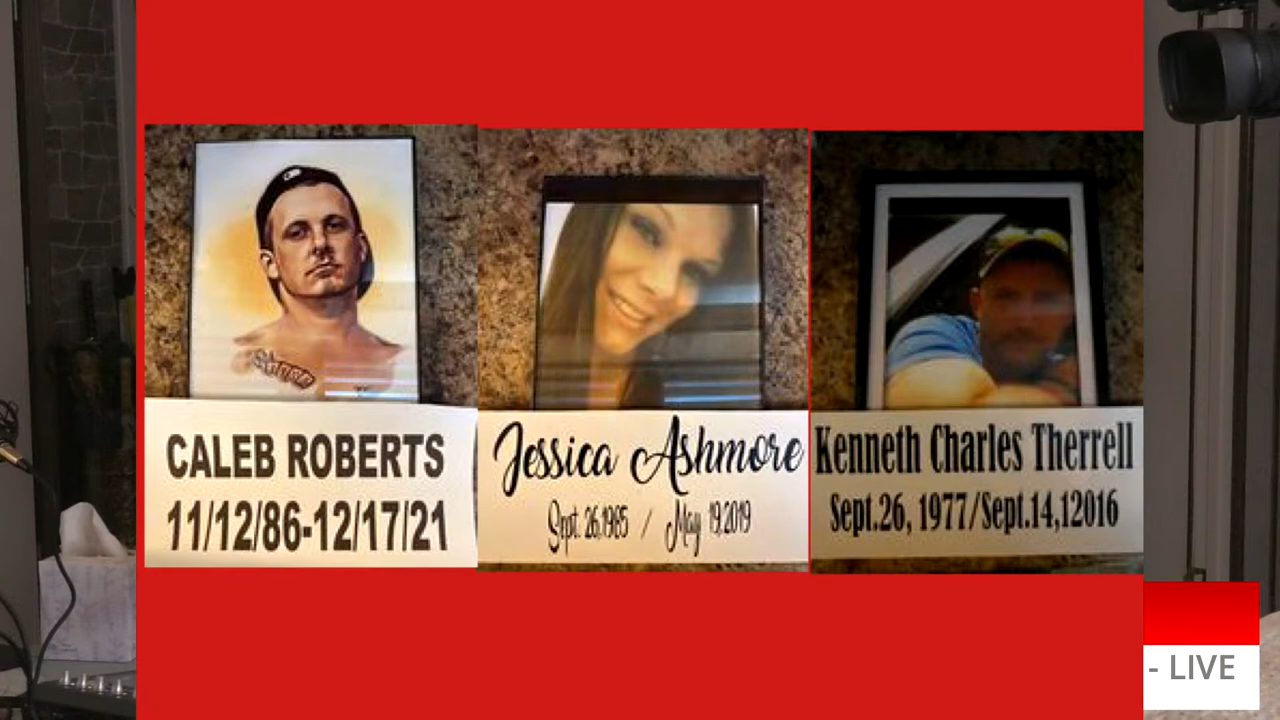 CALEB ROBERTS
11/12/86-12/17/21
Jessica Ashmore
Sept. 26,1985 / May 19,2019
Kenneth Charles Therrell
Sept.26, 1977/Sept.14,12016
- LIVE